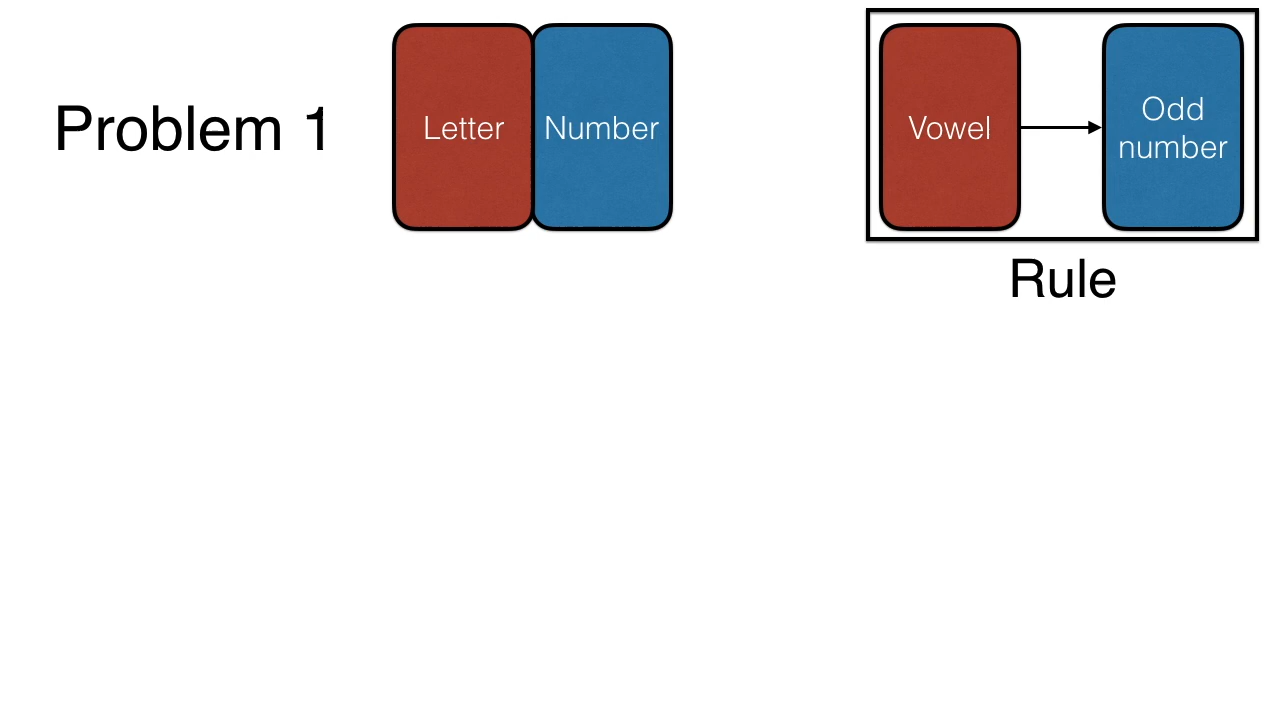 Problem 1
Letter
Number
Vowel
Odd
number
Rule